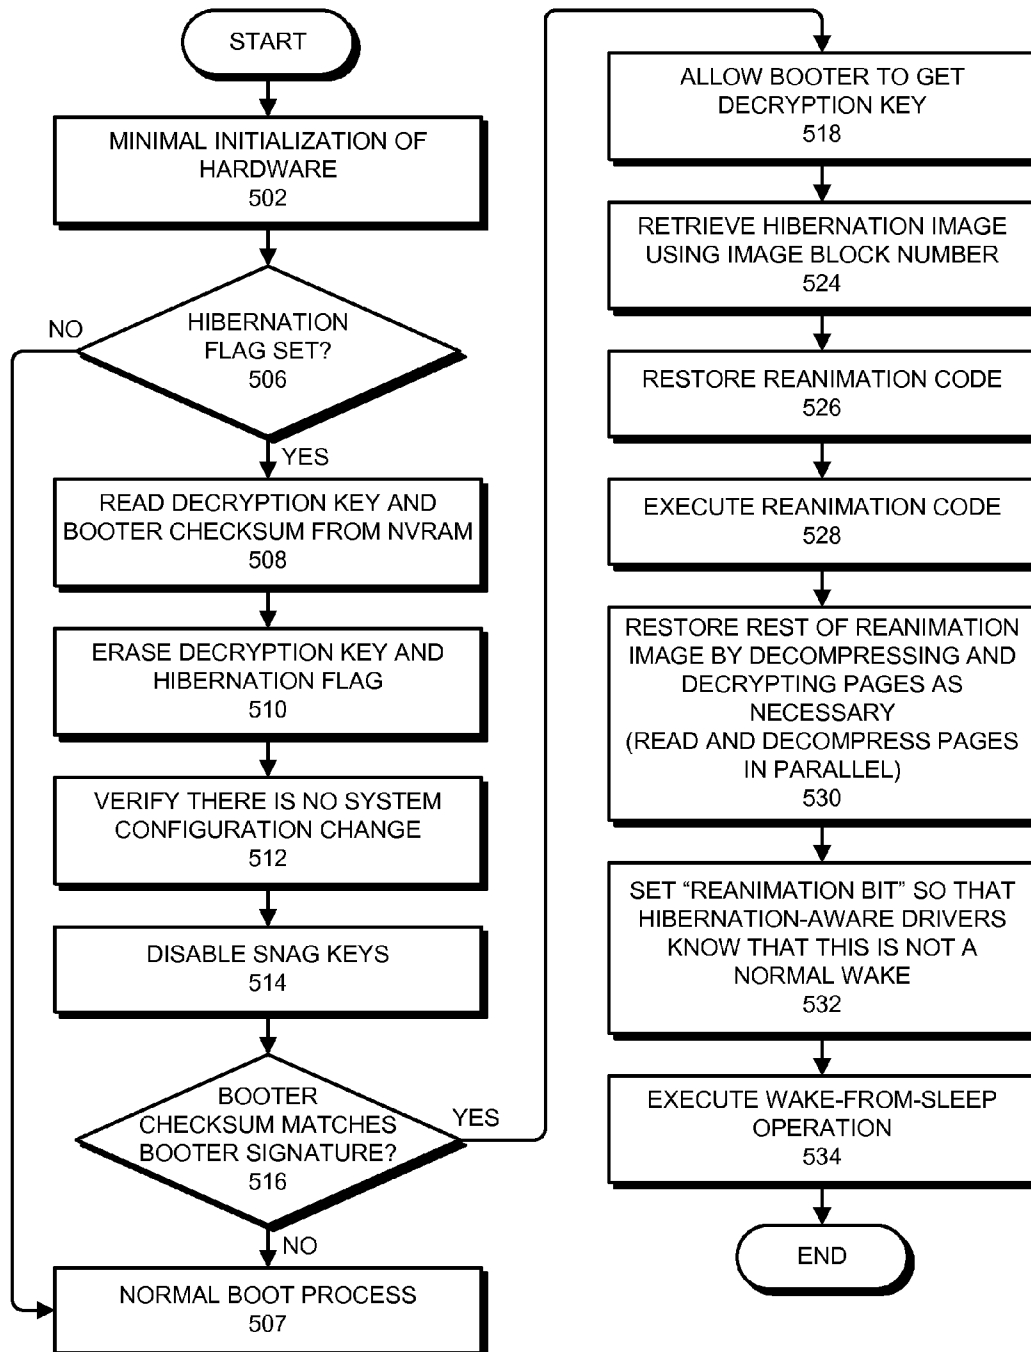 START
MINIMAL INITIALIZATION OF
HARDWARE
502
HIBERNATION
FLAG SET?
506
NO
YES
READ DECRYPTION KEY AND
BOOTER CHECKSUM FROM NVRAM
508
ERASE DECRYPTION KEY AND
HIBERNATION FLAG
510
VERIFY THERE IS NO SYSTEM
CONFIGURATION CHANGE
512
DISABLE SNAG KEYS
514
BOOTER
CHECKSUM MATCHES
BOOTER SIGNATURE?
516
YES
NO
NORMAL BOOT PROCESS
507
ALLOW BOOTER TO GET
DECRYPTION KEY
518
RETRIEVE HIBERNATION IMAGE
USING IMAGE BLOCK NUMBER
524
RESTORE REANIMATION CODE
526
EXECUTE REANIMATION CODE
528
RESTORE REST OF REANIMATION
IMAGE BY DECOMPRESSING AND
DECRYPTING PAGES AS
NECESSARY
(READ AND DECOMPRESS PAGES
IN PARALLEL)
530
SET “REANIMATION BIT” SO THAT
HIBERNATION-AWARE DRIVERS
KNOW THAT THIS IS NOT A
NORMAL WAKE
532
EXECUTE WAKE-FROM-SLEEP
OPERATION
534
END